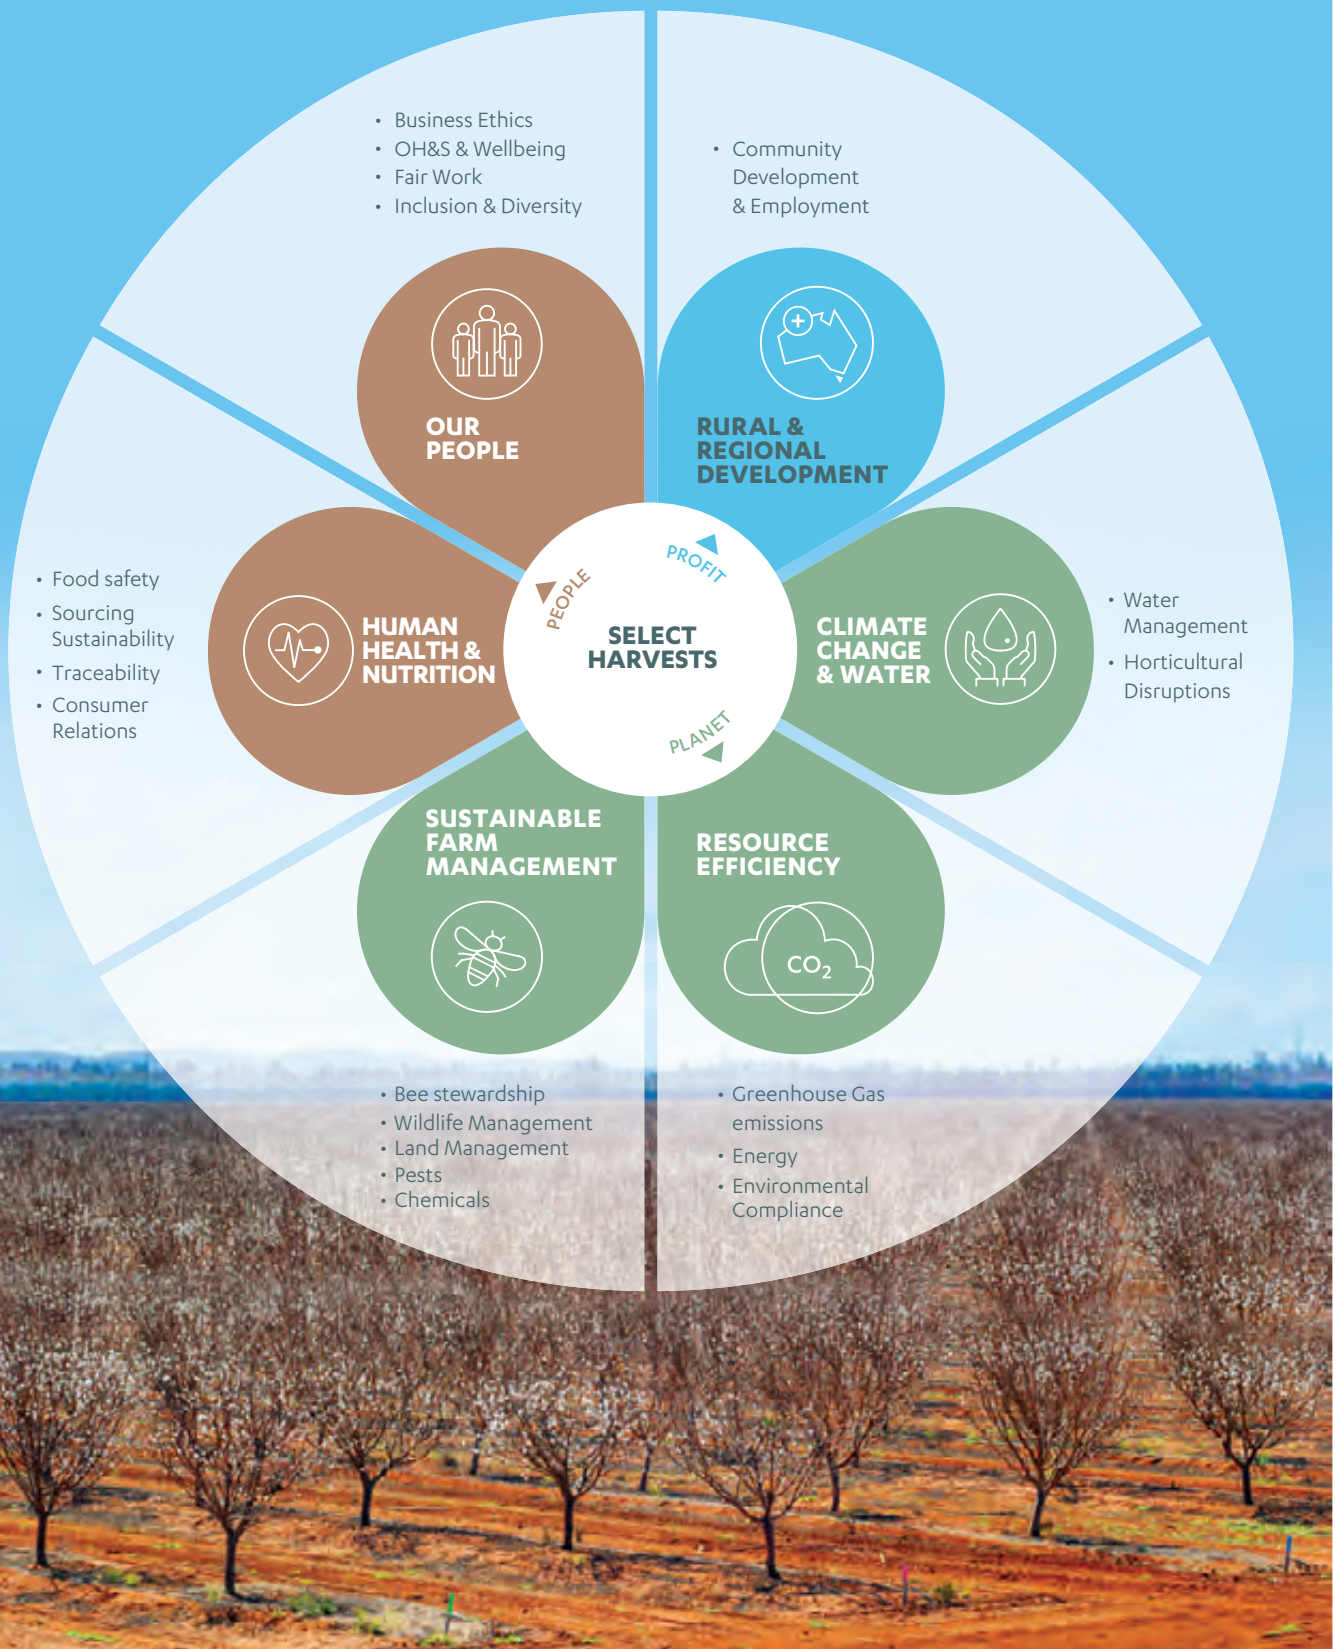 • Business Ethics
• OH&S & Wellbeing
• Fair Work
• Inclusion & Diversity
• Community
Development
& Employment
OUR
PEOPLE
RURAL &
REGIONAL
DEVELOPMENT
• Food safety
• Sourcing
Sustainability
• Traceability
• Consumer
Relations
HUMAN
HEALTH &
NUTRITION
PEOPLE
PROFIT
SELECT
HARVESTS
PLANET
CLIMATE
CHANGE
& WATER
• Water
Management
• Horticultural
Disruptions
SUSTAINABLE
FARM
MANAGEMENT
RESOURCE
EFFICIENCY
CO₂
• Bee stewardship
• Wildlife Management
• Land Management
• Pests
• Chemicals
• Greenhouse Gas
emissions
• Energy
• Environmental
Compliance